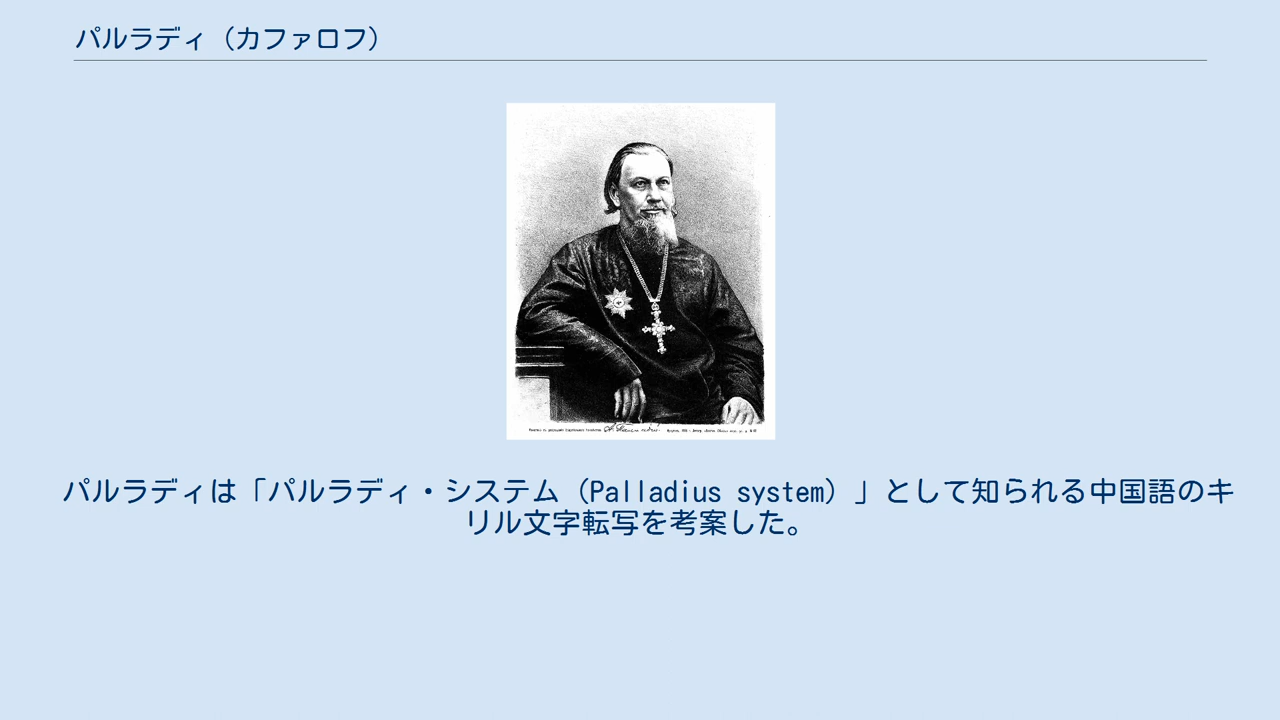 パルラディ（カファロフ）
パルラディは「パルラディ・システム（Palladius system）」として知られる中国語のキ
リル文字転写を考案した。